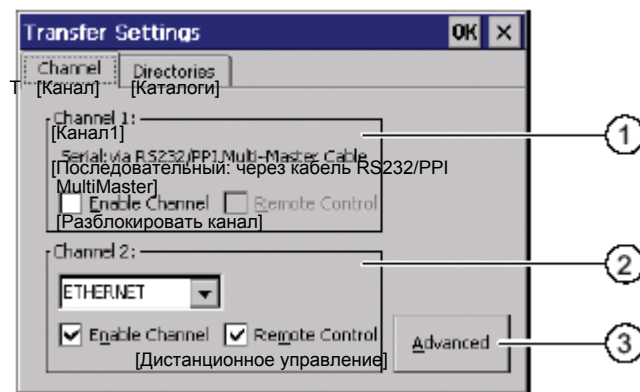 Transfer Settings OK ×
Channel Directories
Т [Канал] [Каталоги]
Channel 1:
[Канал1]
Serial: via RS232/PPI Multi-Master Cable
[Последовательный: через кабель RS232/PPI
MultiMaster]
Enable Channel Remote Control
[Разблокировать канал]
Channel 2:
ETHERNET
Enable Channel Remote Control
[Дистанционное управление]
Advanced
1
2
3